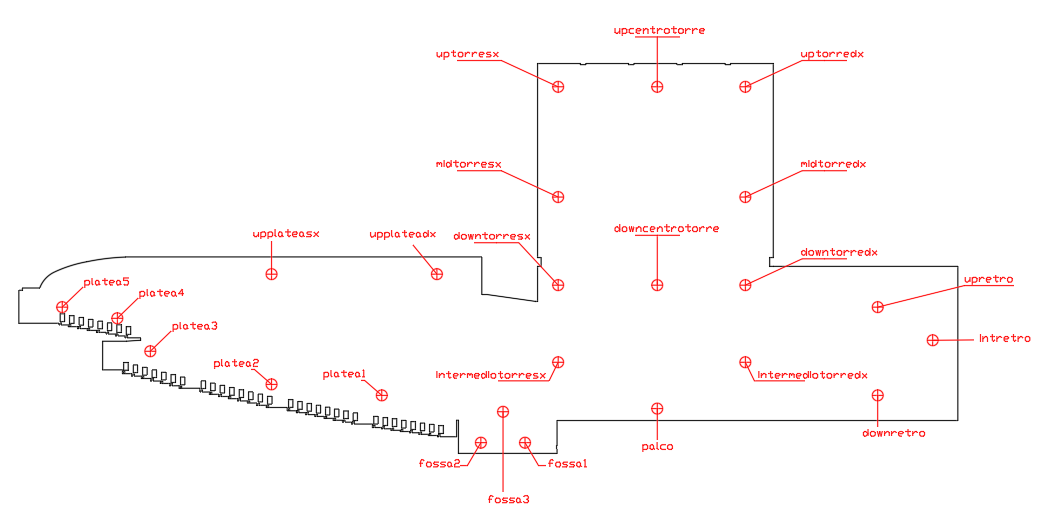 upcentrotorre
uptorresx
uptorredx
midtorresx
midtorredx
upplateasx
upplateadx
downtorresx
downcentrotorre
downtorredx
platea5
platea4
upretro
platea3
intretro
platea2
platea1
intermediotorresx
intermediotorredx
palco
downretro
fossa2
fossa1
fossa3